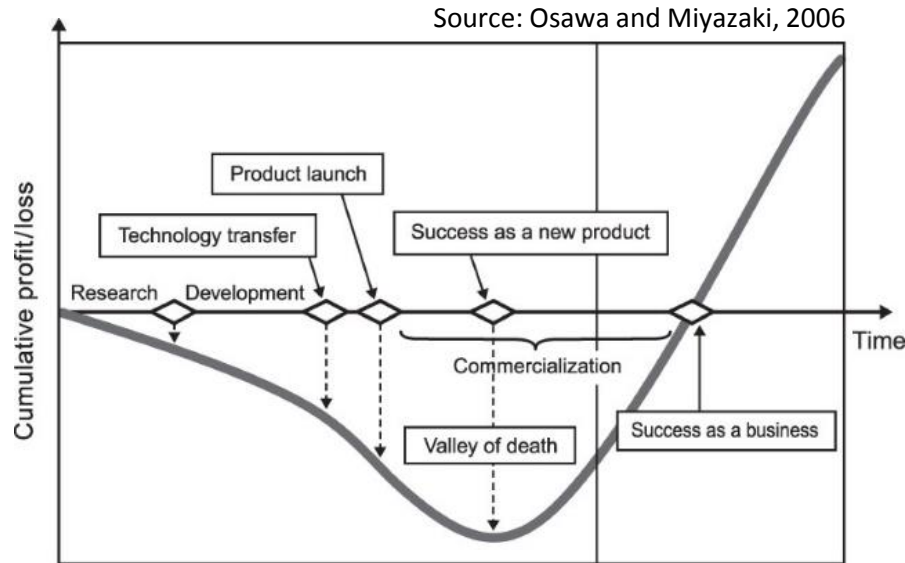 Source: Osawa and Miyazaki, 2006
Product launch
Technology transfer
Success as a new product
Cumulative profit/loss
Research
Development
Time
Commercialization
Valley of death
Success as a business